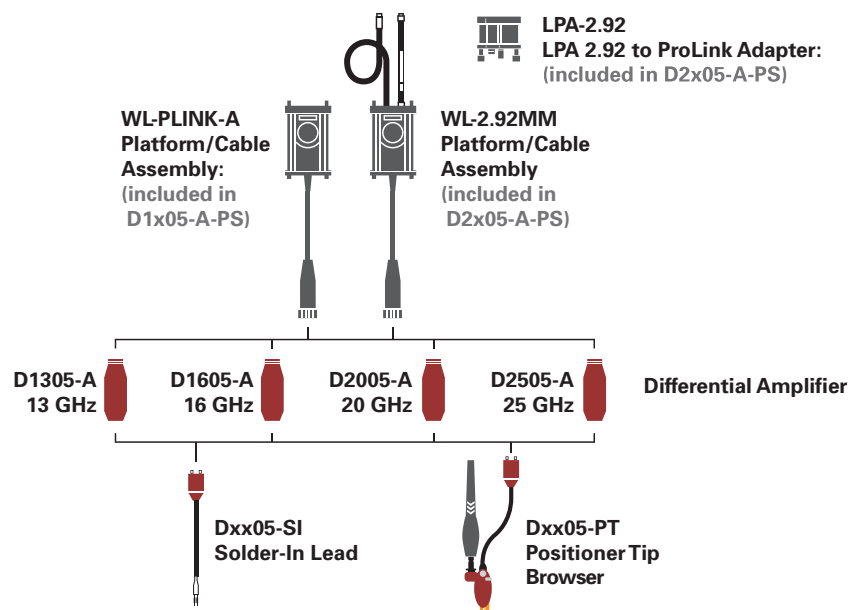 LPA-2.92
LPA 2.92 to ProLink Adapter:
(included in D2x05-A-PS)
WL-PLINK-A
Platform/Cable
Assembly:
(included in
D1x05-A-PS)
WL-2.92MM
Platform/Cable
Assembly
(included in
D2x05-A-PS)
D1305-A
13 GHz
D1605-A
16 GHz
D2005-A
20 GHz
D2505-A
25 GHz
Differential Amplifier
Dxx05-SI
Solder-In Lead
Dxx05-PT
Positioner Tip
Browser